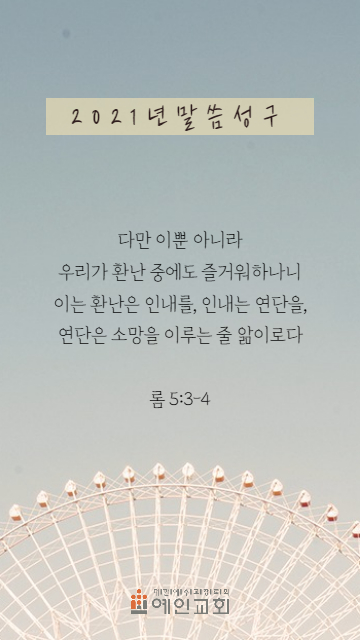 2021년말씀성구
다만 이뿐 아니라
우리가 환난 중에도 즐거워하나니
이는 환난은 인내를, 인내는 연단을,
연단은 소망을 이루는 줄 앎이로다
롬 5:3-4
예인교회